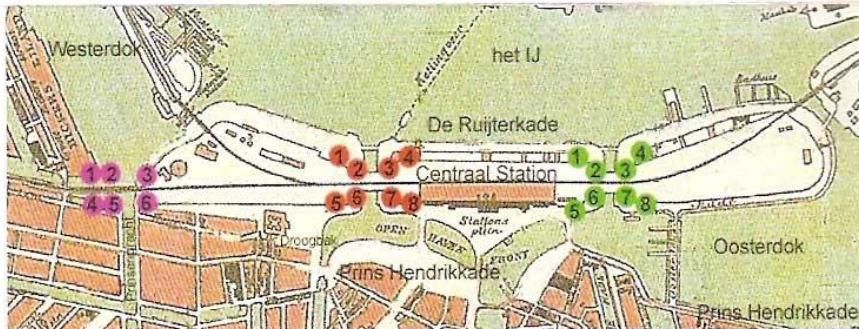 Westerdok
het IJ
De Ruijterkade
1 2 3
4 5 6
1 2 3 4
5 6 7 8
1 2 3 4
5 6 7 8
Centraal Station
Stations
plein
Droogbak
OPEN
HAVEN
FRONT
Prins Hendrikkade
Oosterdok
Prins Hendrikkade
Prinsengracht